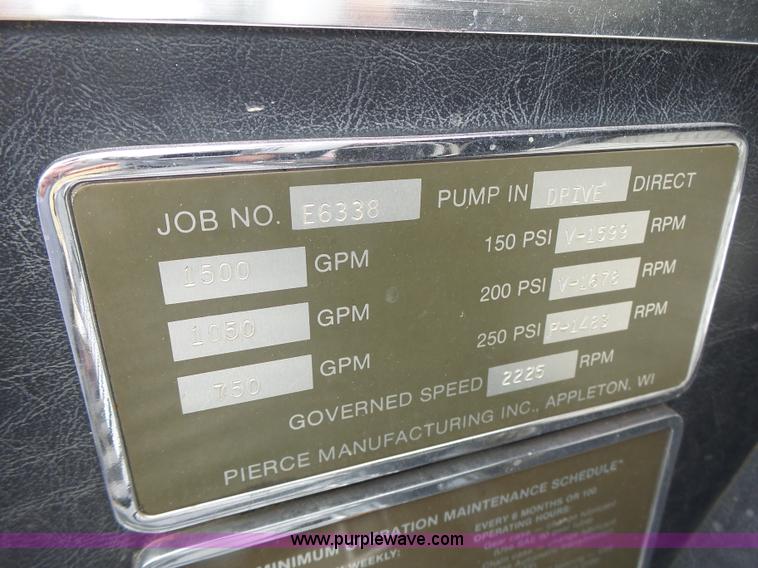 JOB NO. E6338 PUMP IN DRIVE DIRECT
1500 GPM 150 PSI V-1599 RPM
1050 GPM 200 PSI V-1678 RPM
750 GPM 250 PSI P-1483 RPM
GOVERNED SPEED 2225 RPM
PIERCE MANUFACTURING INC., APPLETON, WI
MINIMUM LUBRICATION MAINTENANCE SCHEDULE
WEEKLY: EVERY 6 MONTHS OR 100
OPERATING HOURS:
www.purplewave.com